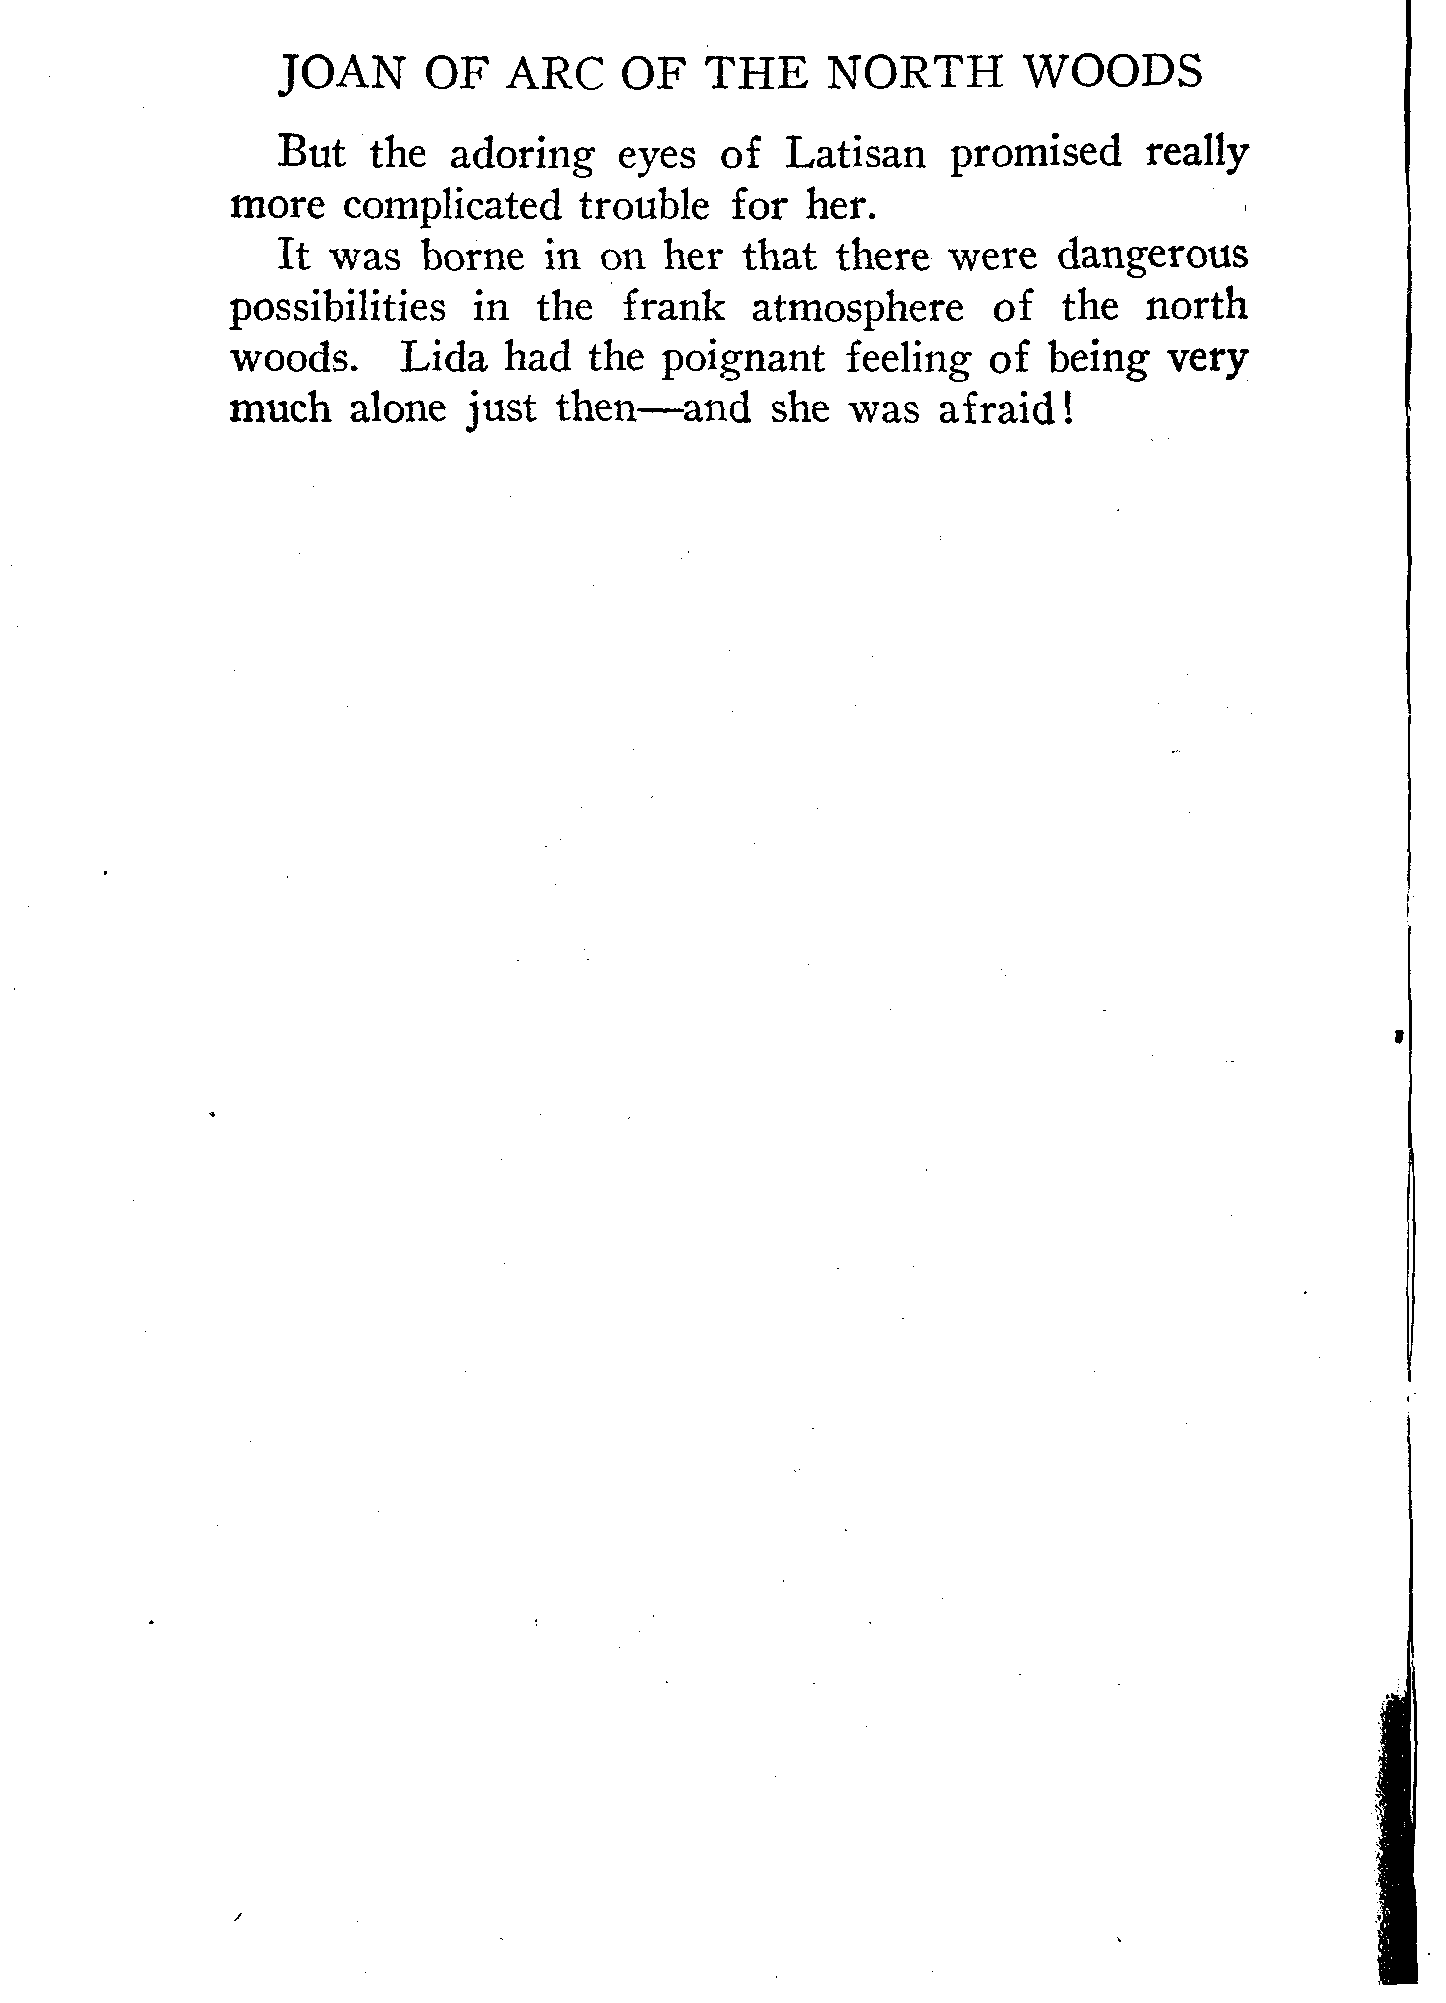 JOAN OF ARC OF THE NORTH WOODS
But the adoring eyes of Latisan promised really
more complicated trouble for her.
It was borne in on her that there were dangerous
possibilities in the frank atmosphere of the north
woods. Lida had the poignant feeling of being very
much alone just then—and she was afraid!